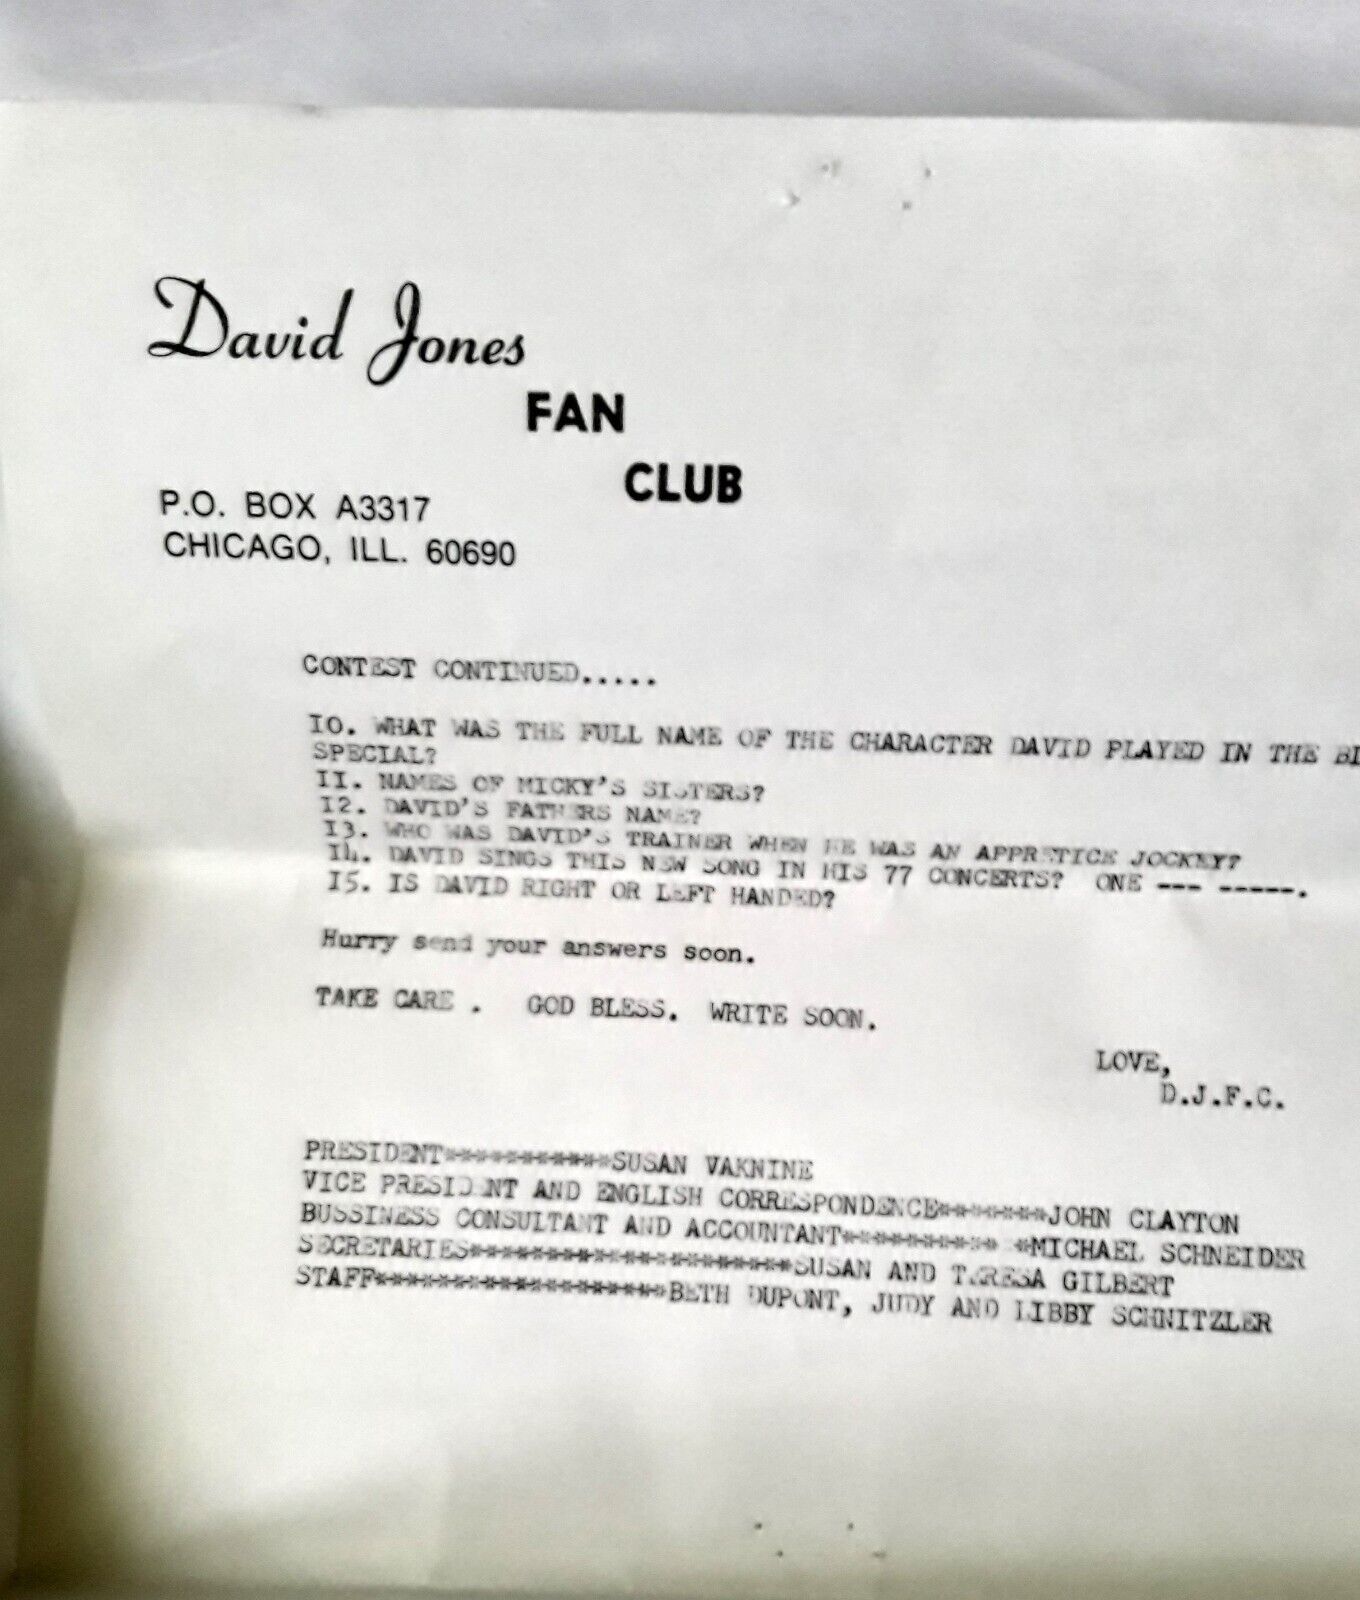 David Jones
FAN
CLUB
P.O. BOX A3317
CHICAGO, ILL. 60690
CONTEST CONTINUED.....
IO. WHAT WAS THE FULL NAME OF THE CHARACTER DAVID PLAYED IN THE BI
SPECIAL?
II. NAMES OF MICKY'S SISTERS?
I2. DAVID'S FATHERS NAME?
I3. WHO WAS DAVID'S TRAINER WHEN HE WAS AN APPRETICE JOCKEY?
I4. DAVID SINGS THIS NEW SONG IN HIS 77 CONCERTS? ONE --- -----.
I5. IS DAVID RIGHT OR LEFT HANDED?
Hurry send your answers soon.
TAKE CARE . GOD BLESS. WRITE SOON.
LOVE,
D.J.F.C.
PRESIDENT***********SUSAN VAKNINE
VICE PRESIDENT AND ENGLISH CORRESPONDENCE*******JOHN CLAYTON
BUSSINESS CONSULTANT AND ACCOUNTANT********** *MICHAEL SCHNEIDER
SECRETARIES*********************SUSAN AND TERESA GILBERT
STAFF*******************BETH DUPONT, JUDY AND LIBBY SCHNITZLER